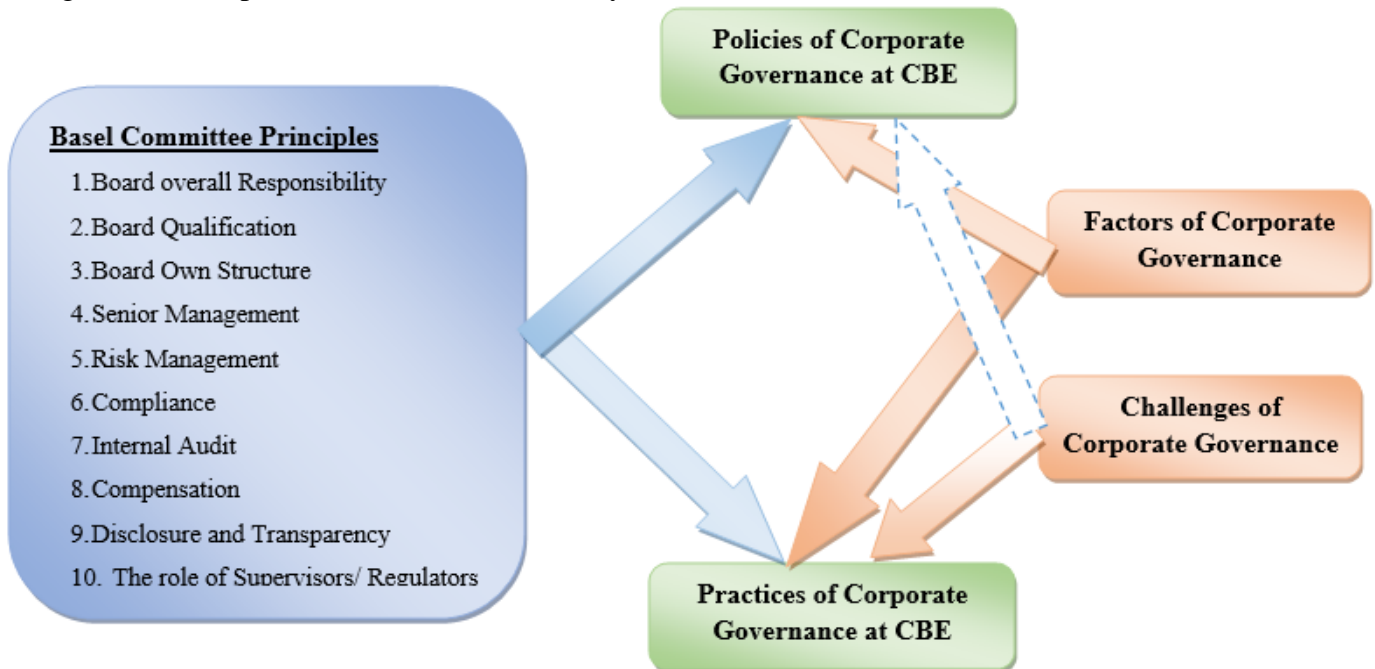 Policies of Corporate
Governance at CBE
Basel Committee Principles
1.Board overall Responsibility
2.Board Qualification
3.Board Own Structure
4.Senior Management
5.Risk Management
6.Compliance
7.Internal Audit
8.Compensation
9.Disclosure and Transparency
10. The role of Supervisors/ Regulators
Factors of Corporate
Governance
Challenges of
Corporate Governance
Practices of Corporate
Governance at CBE